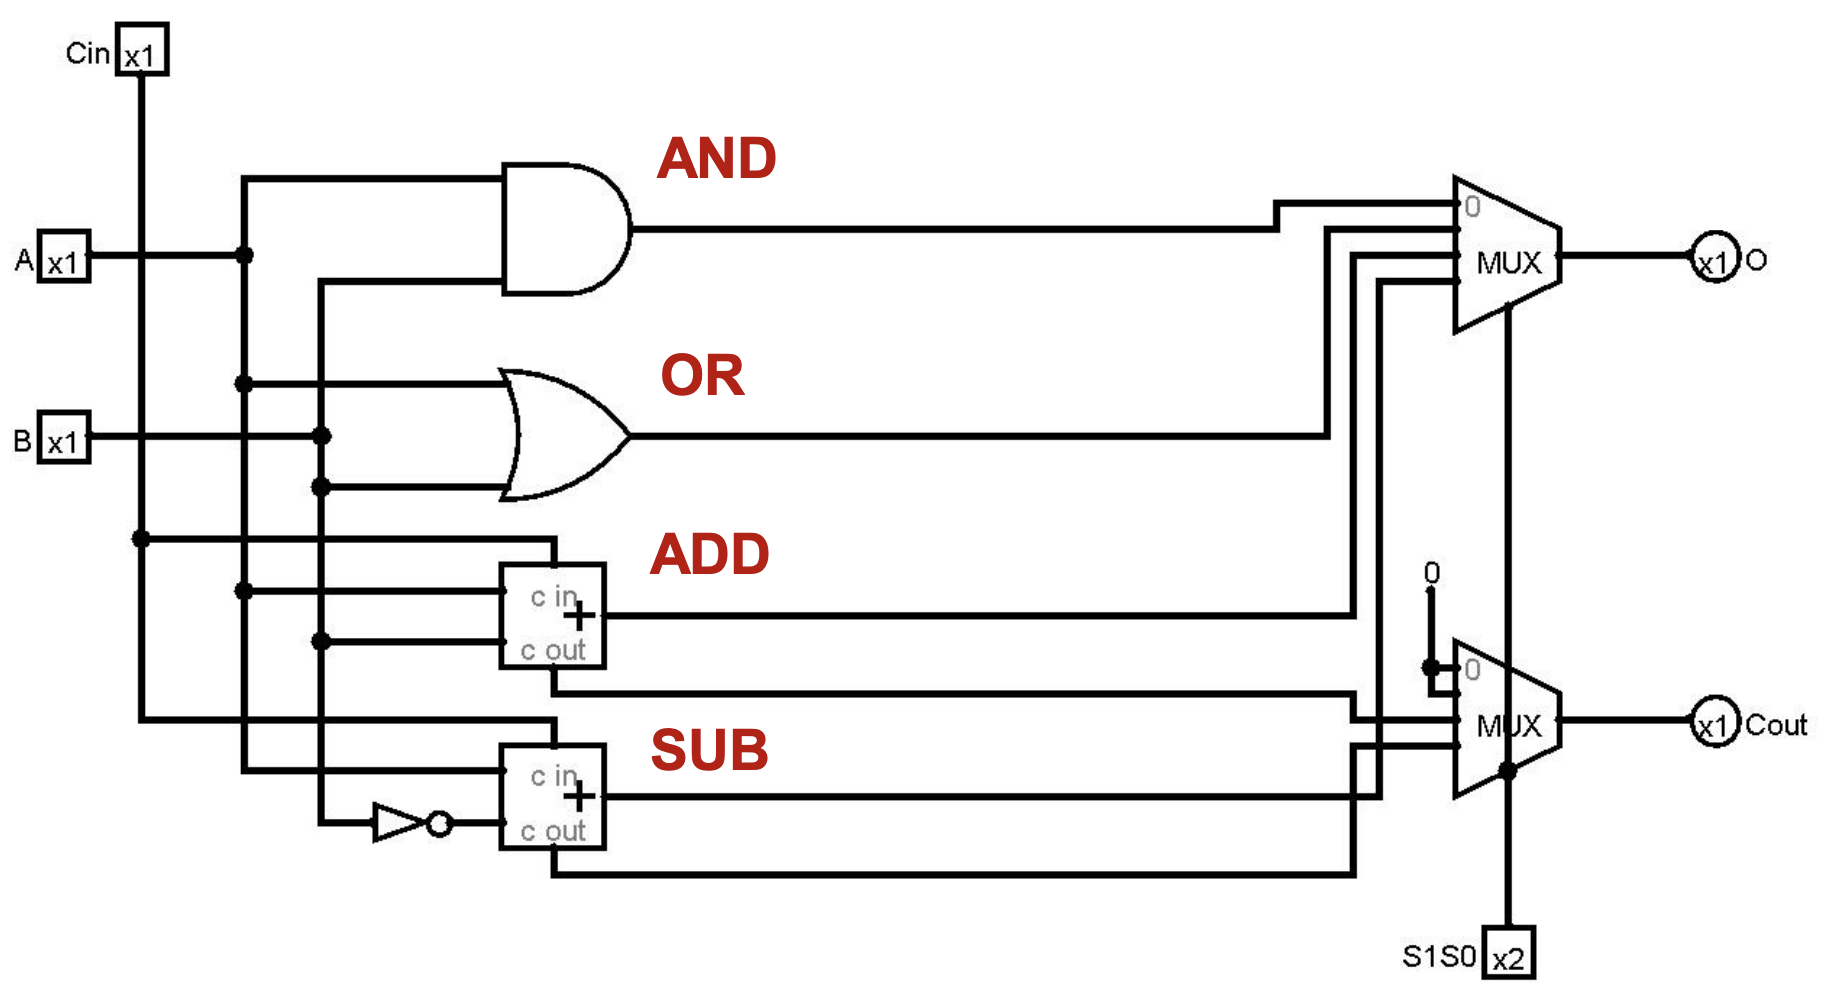 Cin x1
AND
0
A x1
MUX
x1 O
OR
B x1
ADD
c in
+
c out
0
0
MUX
x1 Cout
SUB
c in
+
c out
S1S0 x2